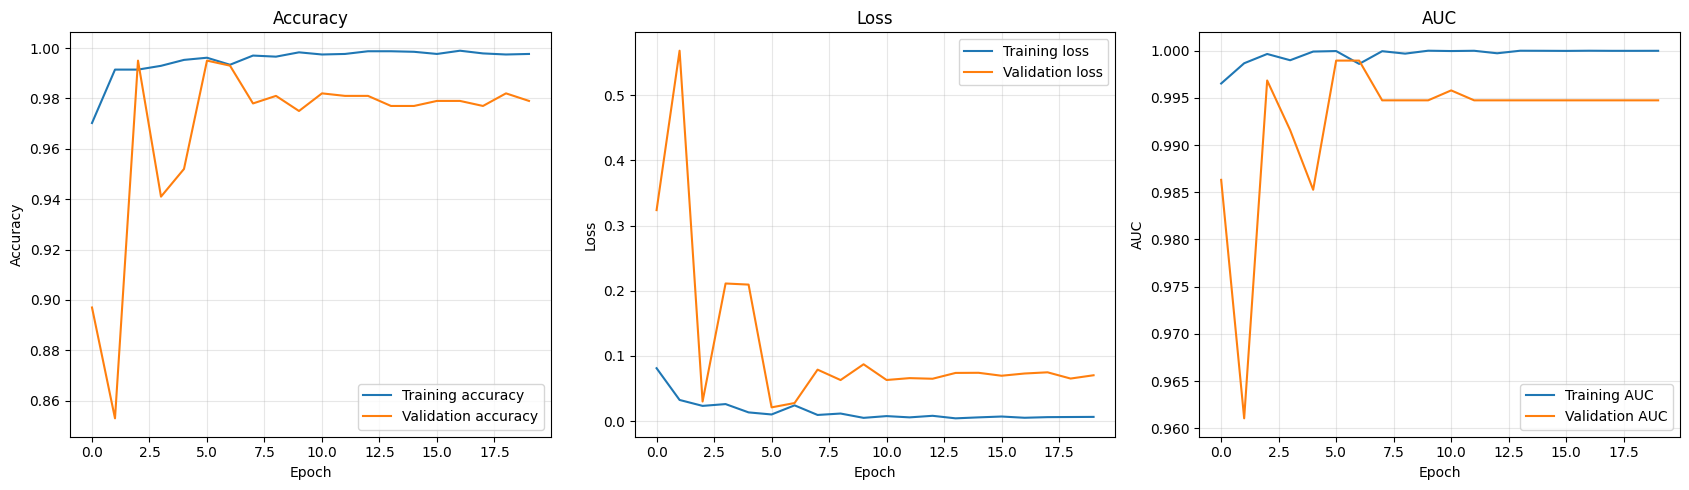 Accuracy
1.00
0.98
0.96
0.94
0.92
0.90
0.88
0.86
Accuracy
Training accuracy
Validation accuracy
0.0 2.5 5.0 7.5 10.0 12.5 15.0 17.5
Epoch
Loss
0.5
0.4
0.3
0.2
0.1
0.0
Loss
Training loss
Validation loss
0.0 2.5 5.0 7.5 10.0 12.5 15.0 17.5
Epoch
AUC
1.000
0.995
0.990
0.985
0.980
0.975
0.970
0.965
0.960
AUC
Training AUC
Validation AUC
0.0 2.5 5.0 7.5 10.0 12.5 15.0 17.5
Epoch